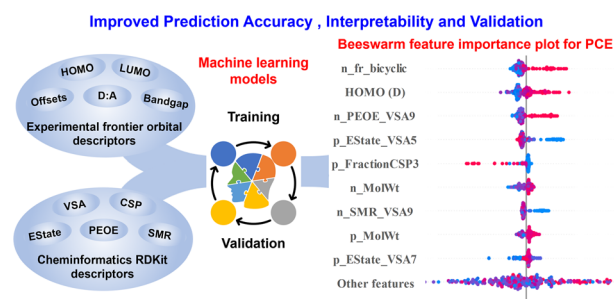 Improved Prediction Accuracy , Interpretability and Validation
HOMO
LUMO
Offsets
D:A
Bandgap
Experimental frontier orbital
descriptors
VSA
CSP
EState
PEOE
SMR
Cheminformatics RDKit
descriptors
Machine learning
models
Training
Validation
Beeswarm feature importance plot for PCE
n_fr_bicyclic
HOMO (D)
n_PEOE_VSA9
p_EState_VSA5
p_FractionCSP3
n_MolWt
n_SMR_VSA9
p_MolWt
p_EState_VSA7
Other features